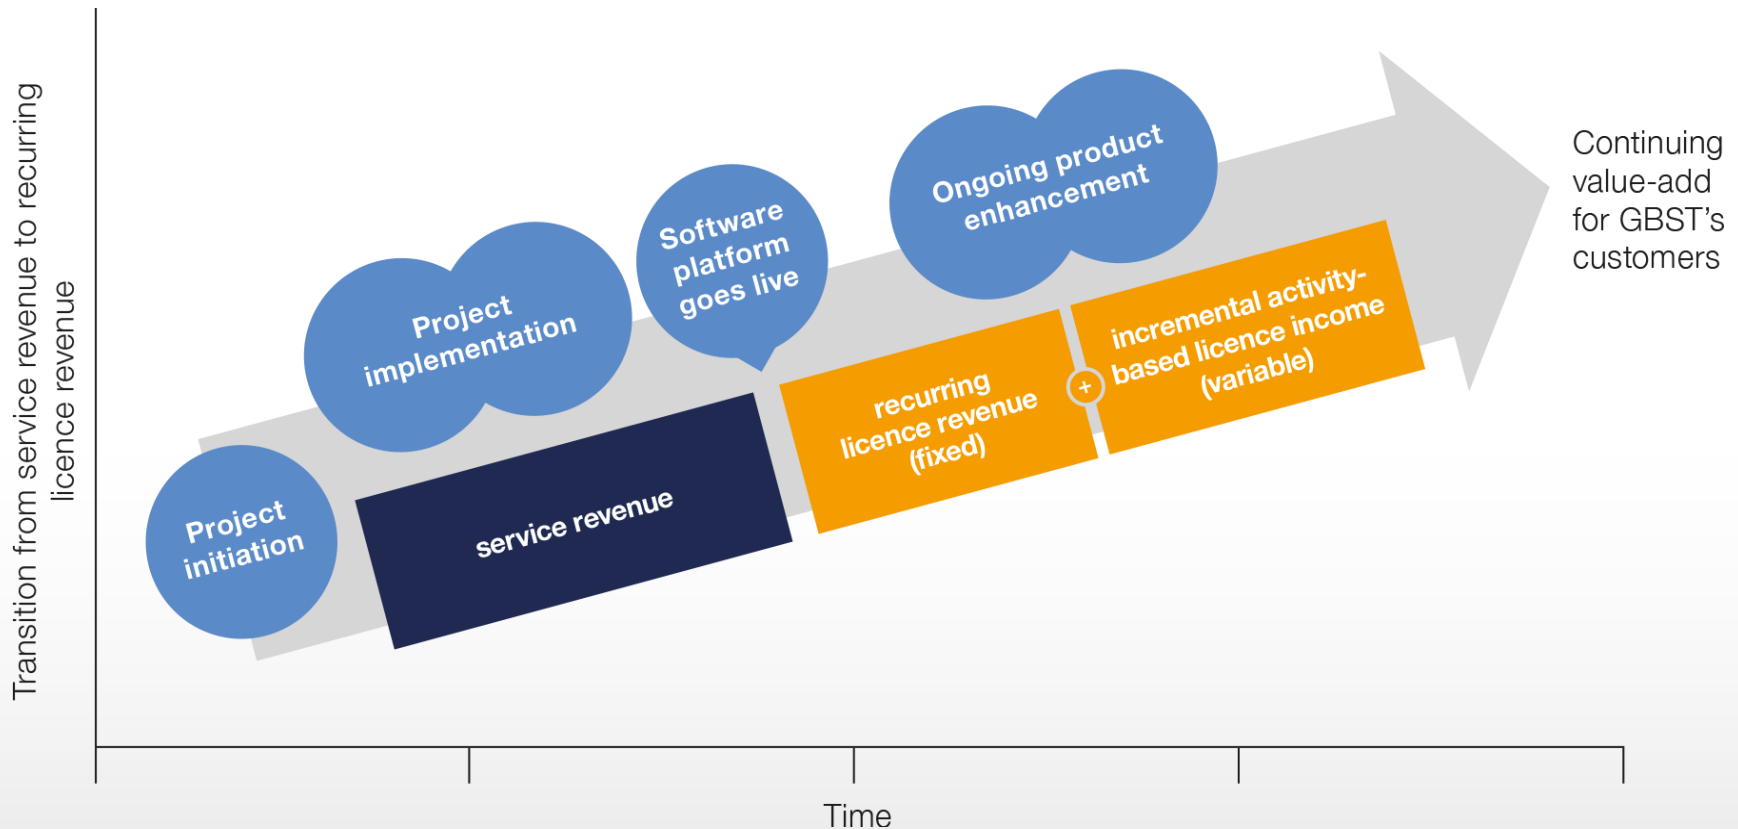 Transition from service revenue to recurring
licence revenue
Project
initiation
Project
implementation
Software
platform
goes live
Ongoing product
enhancement
service revenue
recurring
licence revenue
(fixed)
+
incremental activity-
based licence income
(variable)
Continuing
value-add
for GBST’s
customers
Time